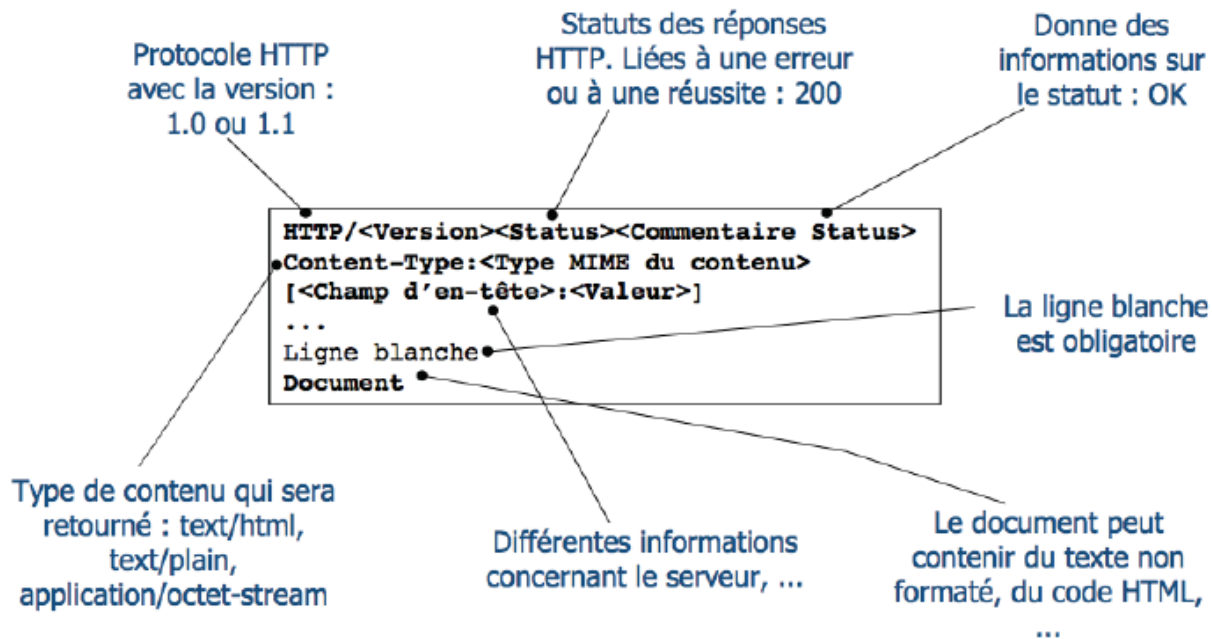 Protocole HTTP
avec la version :
1.0 ou 1.1
Statuts des réponses
HTTP. Liées à une erreur
ou à une réussite : 200
Donne des
informations sur
le statut : OK
HTTP/<Version><Status><Commentaire Status>
Content-Type:<Type MIME du contenu>
[<Champ d'en-tête>:<Valeur>]
...
Ligne blanche
Document
La ligne blanche
est obligatoire
Type de contenu qui sera
retourné : text/html,
text/plain,
application/octet-stream
Différentes informations
concernant le serveur, ...
Le document peut
contenir du texte non
formaté, du code HTML,
...